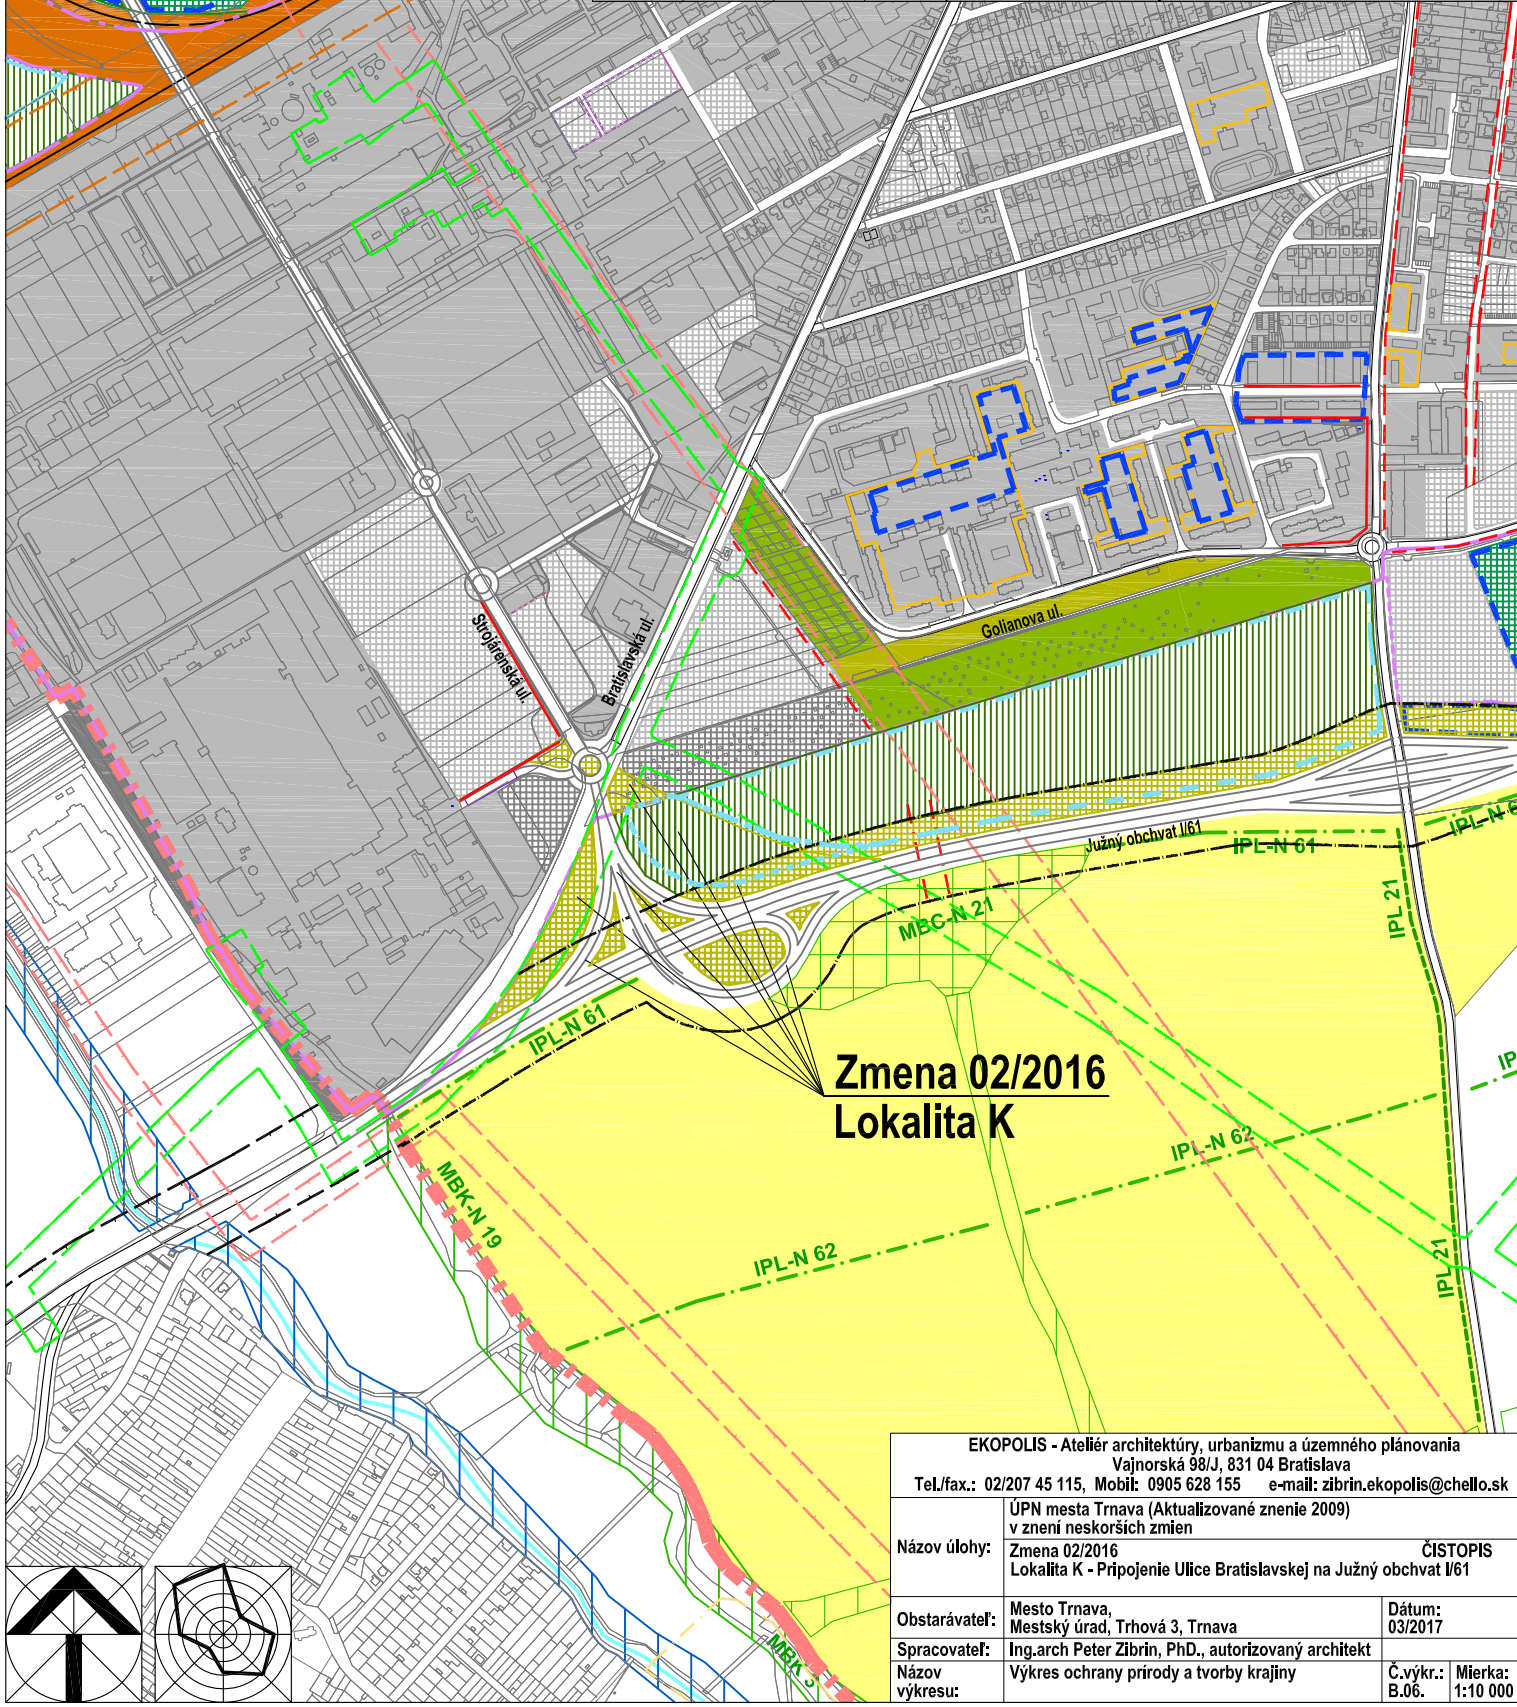 Strojárenská ul.
Bratislavská ul.
Golianova ul.
Južný obchvat I/61
IPL-N 61
IPL-N 6
IPL 21
MBC-N 21
IPL-N 61
IP
Zmena 02/2016
Lokalita K
IPL-N 62
MBK-N 19
IPL-N 62
IPL 21
MBK
EKOPOLIS - Ateliér architektúry, urbanizmu a územného plánovania
Vajnorská 98/J, 831 04 Bratislava
Tel./fax.: 02/207 45 115, Mobil: 0905 628 155 e-mail: zibrin.ekopolis@chello.sk
Názov úlohy:
ÚPN mesta Trnava (Aktualizované znenie 2009)
v znení neskorších zmien
Zmena 02/2016 ČISTOPIS
Lokalita K - Pripojenie Ulice Bratislavskej na Južný obchvat I/61
Obstarávateľ:
Mesto Trnava,
Mestský úrad, Trhová 3, Trnava
Dátum:
03/2017
Spracovateľ: Ing.arch Peter Zibrin, PhD., autorizovaný architekt
Názov
výkresu:
Výkres ochrany prírody a tvorby krajiny
Č.výkr.:
B.06.
Mierka:
1:10 000